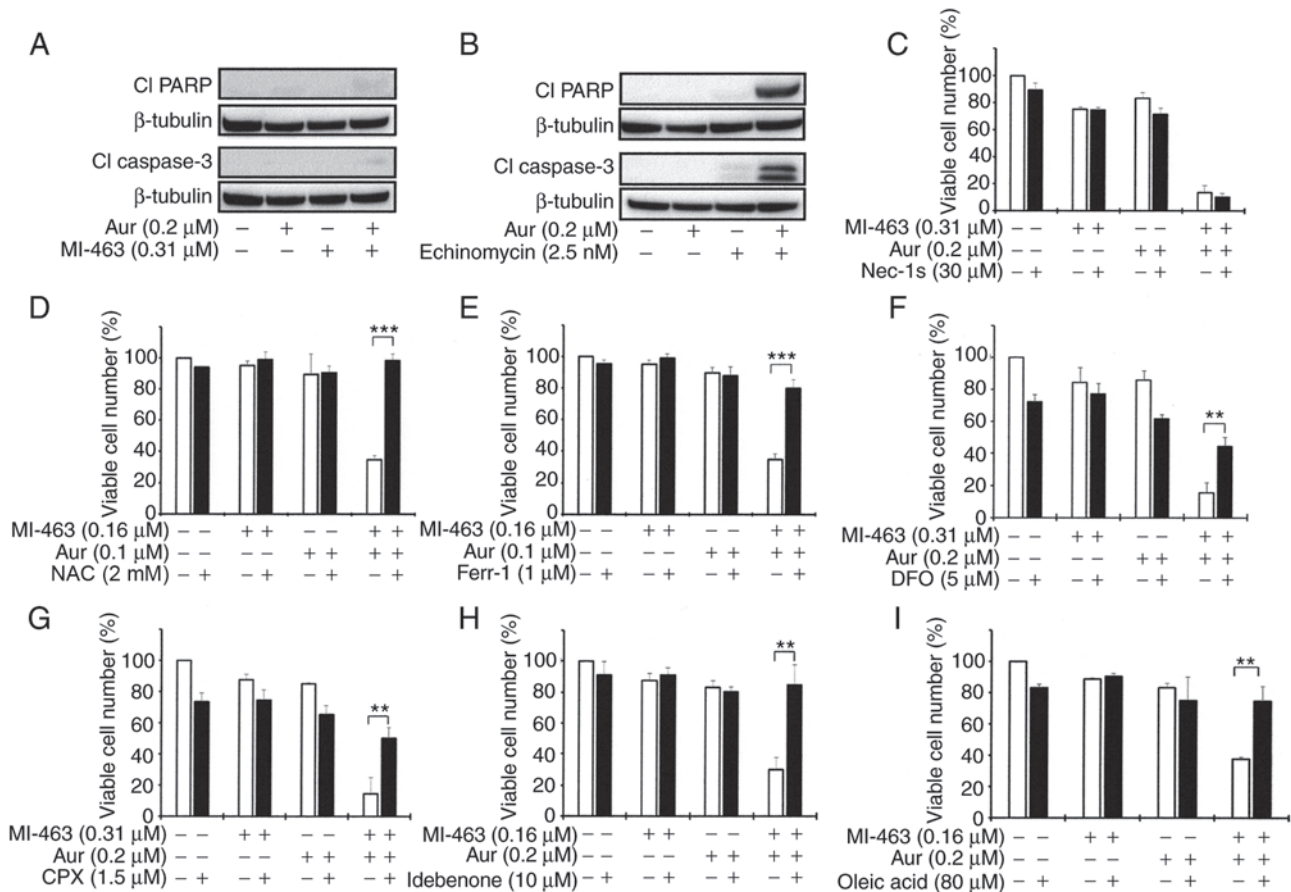 A
Cl PARP
β-tubulin
Cl caspase-3
β-tubulin
Aur (0.2 μM) – + – +
MI-463 (0.31 μM) – – + +
B
Cl PARP
β-tubulin
Cl caspase-3
β-tubulin
Aur (0.2 μM) – + – +
Echinomycin (2.5 nM) – – + +
C
Viable cell number (%)
100
80
60
40
20
0
MI-463 (0.31 μM) – – + + – – + +
Aur (0.2 μM) – – – – + + + +
Nec-1s (30 μM) – + – + – + – +
D
Viable cell number (%)
100
80
60
40
20
0
***
MI-463 (0.16 μM) – – + + – – + +
Aur (0.1 μM) – – – – + + + +
NAC (2 mM) – + – + – + – +
E
Viable cell number (%)
100
80
60
40
20
0
***
MI-463 (0.16 μM) – – + + – – + +
Aur (0.1 μM) – – – – + + + +
Ferr-1 (1 μM) – + – + – + – +
F
Viable cell number (%)
100
80
60
40
20
0
**
MI-463 (0.31 μM) – – + + – – + +
Aur (0.2 μM) – – – – + + + +
DFO (5 μM) – + – + – + – +
G
Viable cell number (%)
100
80
60
40
20
0
**
MI-463 (0.31 μM) – – + + – – + +
Aur (0.2 μM) – – – – + + + +
CPX (1.5 μM) – + – + – + – +
H
Viable cell number (%)
100
80
60
40
20
0
**
MI-463 (0.16 μM) – – + + – – + +
Aur (0.2 μM) – – – – + + + +
Idebenone (10 μM) – + – + – + – +
I
Viable cell number (%)
100
80
60
40
20
0
**
MI-463 (0.16 μM) – – + + – – + +
Aur (0.2 μM) – – – – + + + +
Oleic acid (80 μM) – + – + – + – +